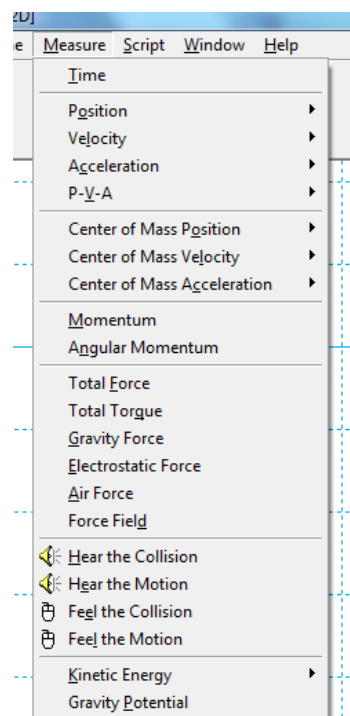 2D]
e Measure Script Window Help
Time
Position
Velocity
Acceleration
P-V-A
Center of Mass Position
Center of Mass Velocity
Center of Mass Acceleration
Momentum
Angular Momentum
Total Force
Total Torque
Gravity Force
Electrostatic Force
Air Force
Force Field
Hear the Collision
Hear the Motion
Feel the Collision
Feel the Motion
Kinetic Energy
Gravity Potential